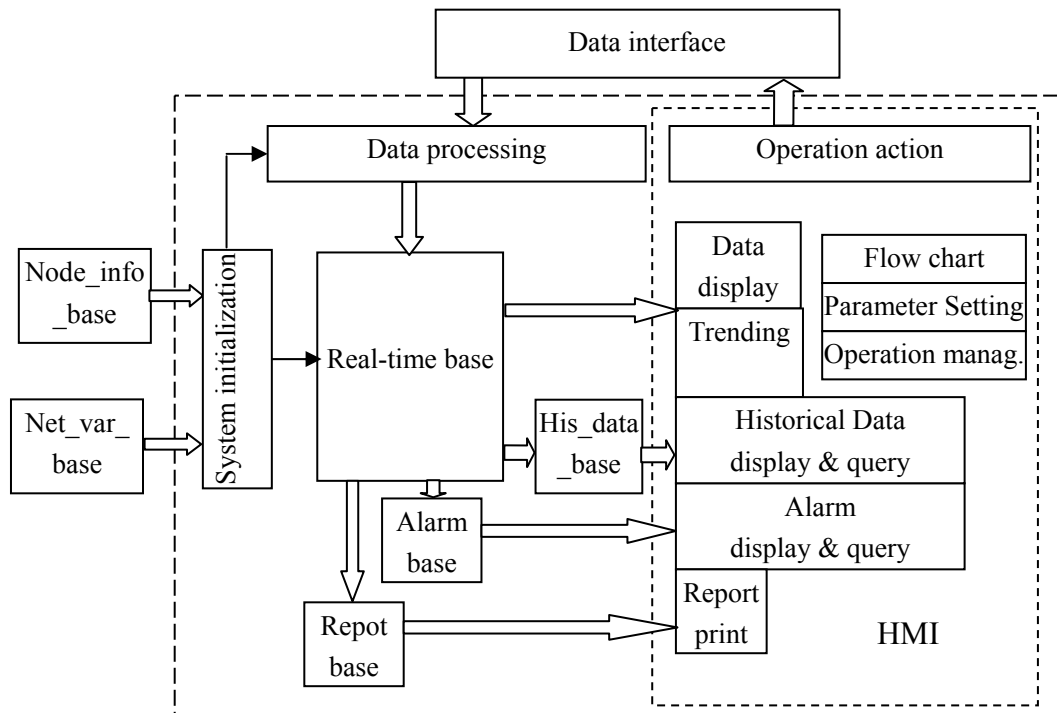 Data interface
Data processing
Operation action
Node_info
_base
Net_var_
base
System initialization
Real-time base
Data
display
Trending
Flow chart
Parameter Setting
Operation manag.
His_data
_base
Historical Data
display & query
Alarm
base
Alarm
display & query
Repot
base
Report
print
HMI